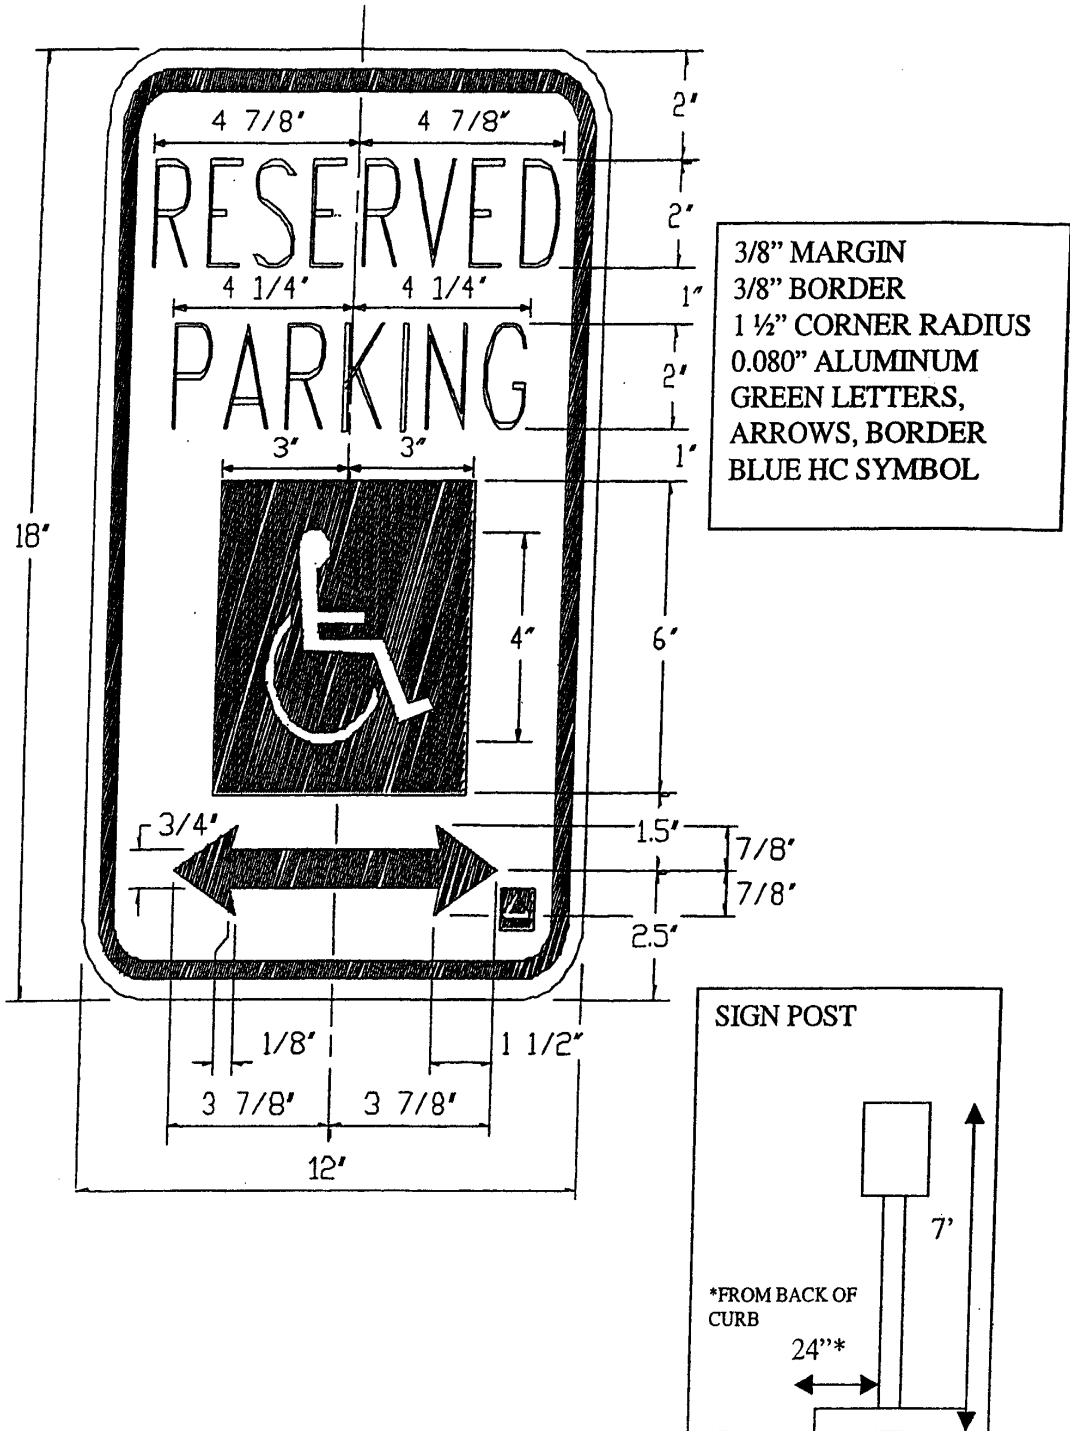 2"
4 7/8" 4 7/8"
RESERVED
2"
4 1/4" 4 1/4"
1"
PARKING
2"
3" 3"
1"
3/8” MARGIN
3/8” BORDER
1 ½” CORNER RADIUS
0.080” ALUMINUM
GREEN LETTERS,
ARROWS, BORDER
BLUE HC SYMBOL
18"
4"
6"
3/4"
1.5"
7/8"
7/8"
2.5"
1/8"
1 1/2"
3 7/8" 3 7/8"
12"
SIGN POST
7’
*FROM BACK OF
CURB
24”*